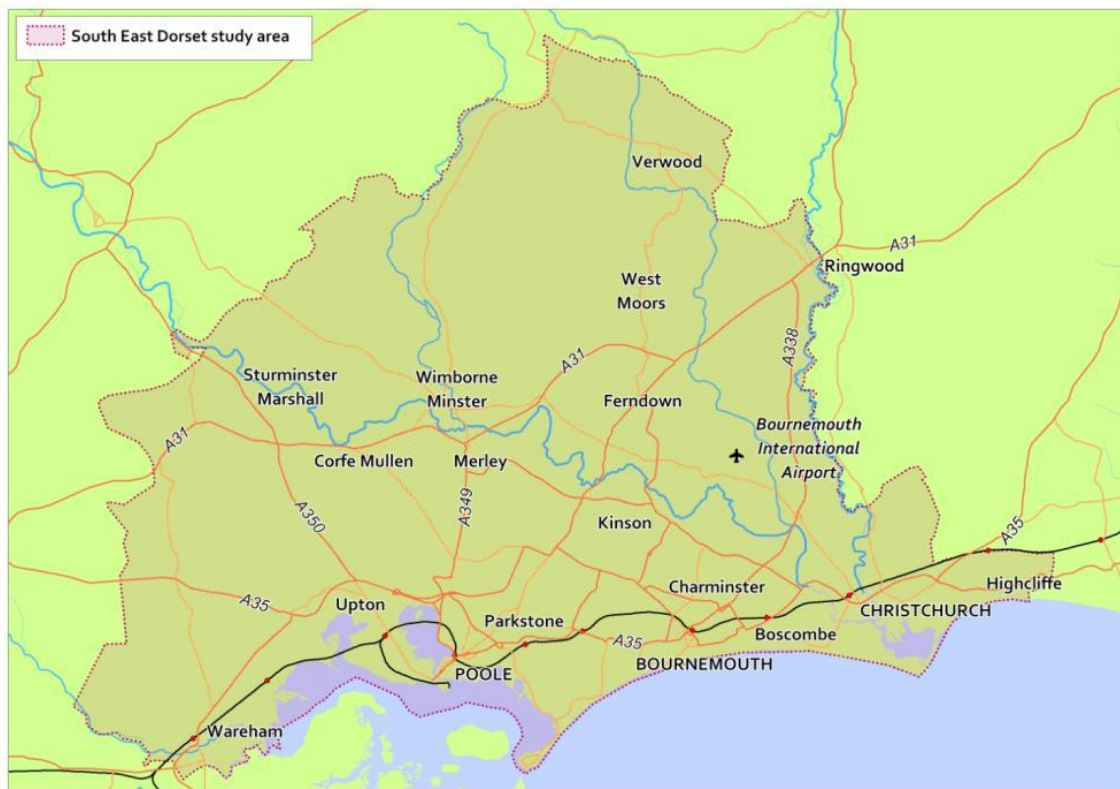 South East Dorset study area
Verwood
A31
Ringwood
West
Moors
A338
A31
Sturminster
Marshall
Wimborne
Minster
Ferndown
Bournemouth
International
Airport
A31
Corfe Mullen
Merley
A350
A349
Kinson
A35
A35
Upton
Charminster
Highcliffe
Parkstone
CHRISTCHURCH
A35
Boscombe
POOLE
BOURNEMOUTH
Wareham